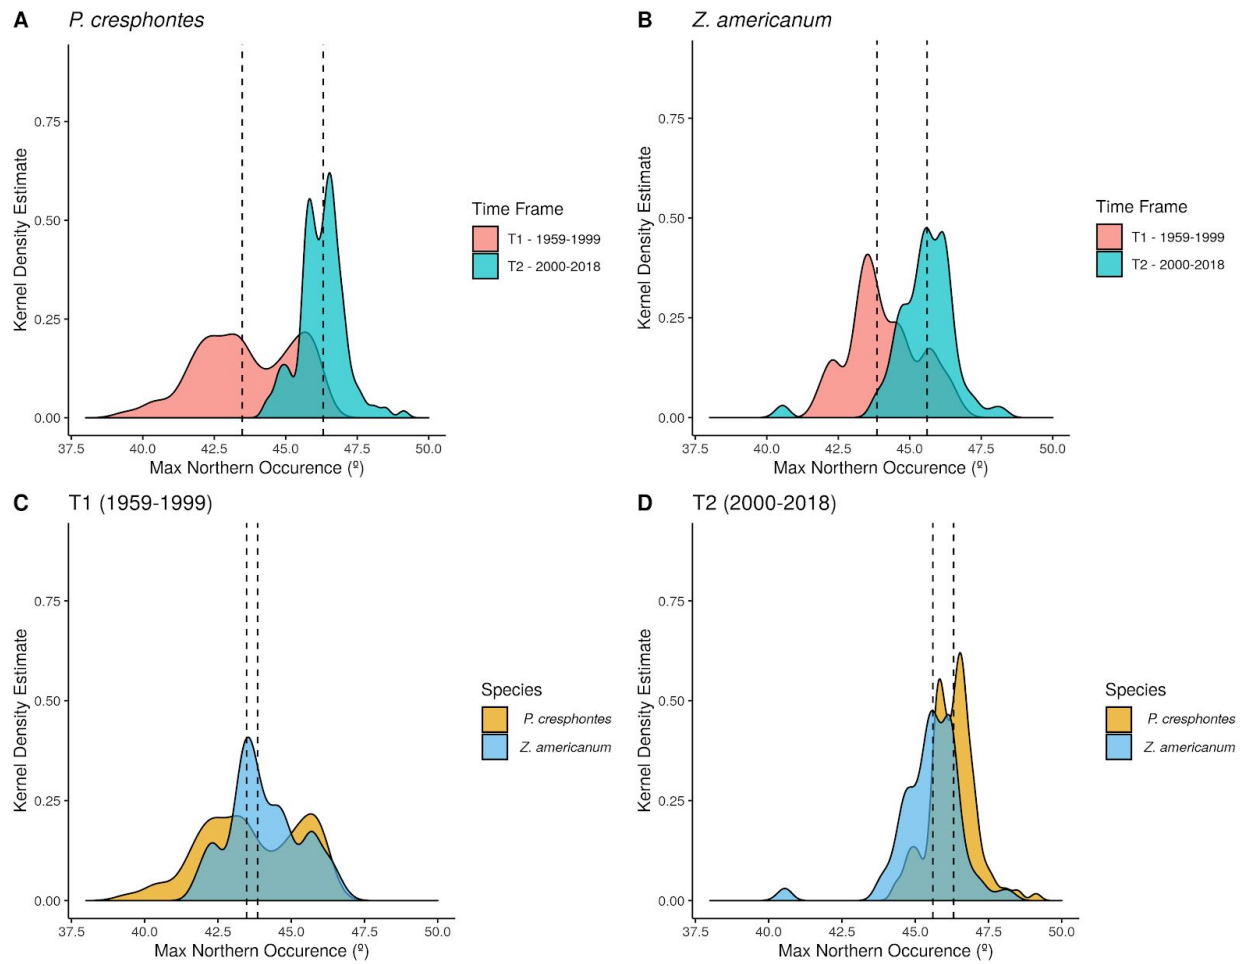 A P. cresphontes
0.75
0.50
0.25
0.00
Kernel Density Estimate
37.5 40.0 42.5 45.0 47.5 50.0
Max Northern Occurence (º)
Time Frame
T1 - 1959-1999
T2 - 2000-2018
B Z. americanum
0.75
0.50
0.25
0.00
Kernel Density Estimate
37.5 40.0 42.5 45.0 47.5 50.0
Max Northern Occurence (º)
Time Frame
T1 - 1959-1999
T2 - 2000-2018
C T1 (1959-1999)
0.75
0.50
0.25
0.00
Kernel Density Estimate
37.5 40.0 42.5 45.0 47.5 50.0
Max Northern Occurence (º)
Species
P. cresphontes
Z. americanum
D T2 (2000-2018)
0.75
0.50
0.25
0.00
Kernel Density Estimate
37.5 40.0 42.5 45.0 47.5 50.0
Max Northern Occurence (º)
Species
P. cresphontes
Z. americanum